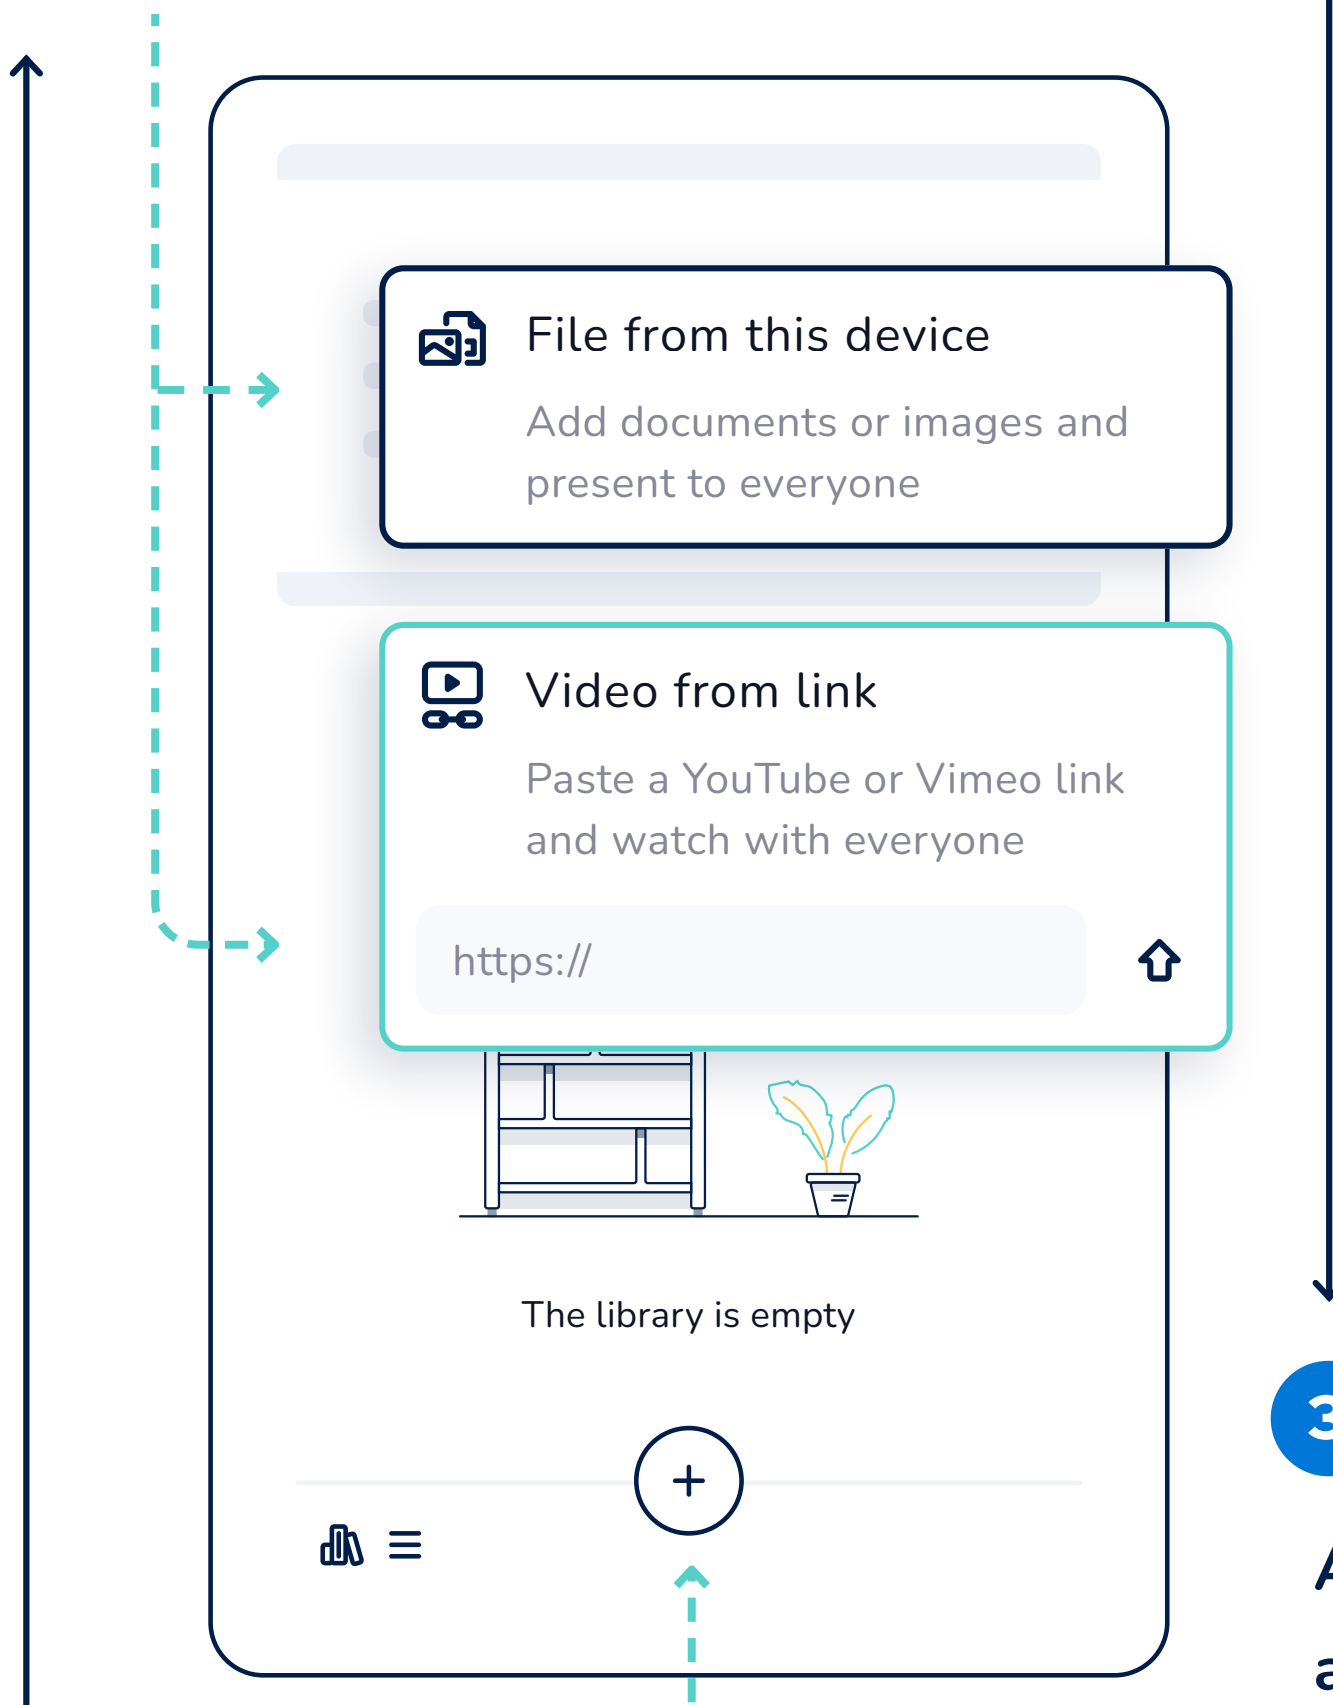 File from this device
Add documents or images and
present to everyone
Video from link
Paste a YouTube or Vimeo link
and watch with everyone
https://
The library is empty
3
A
a